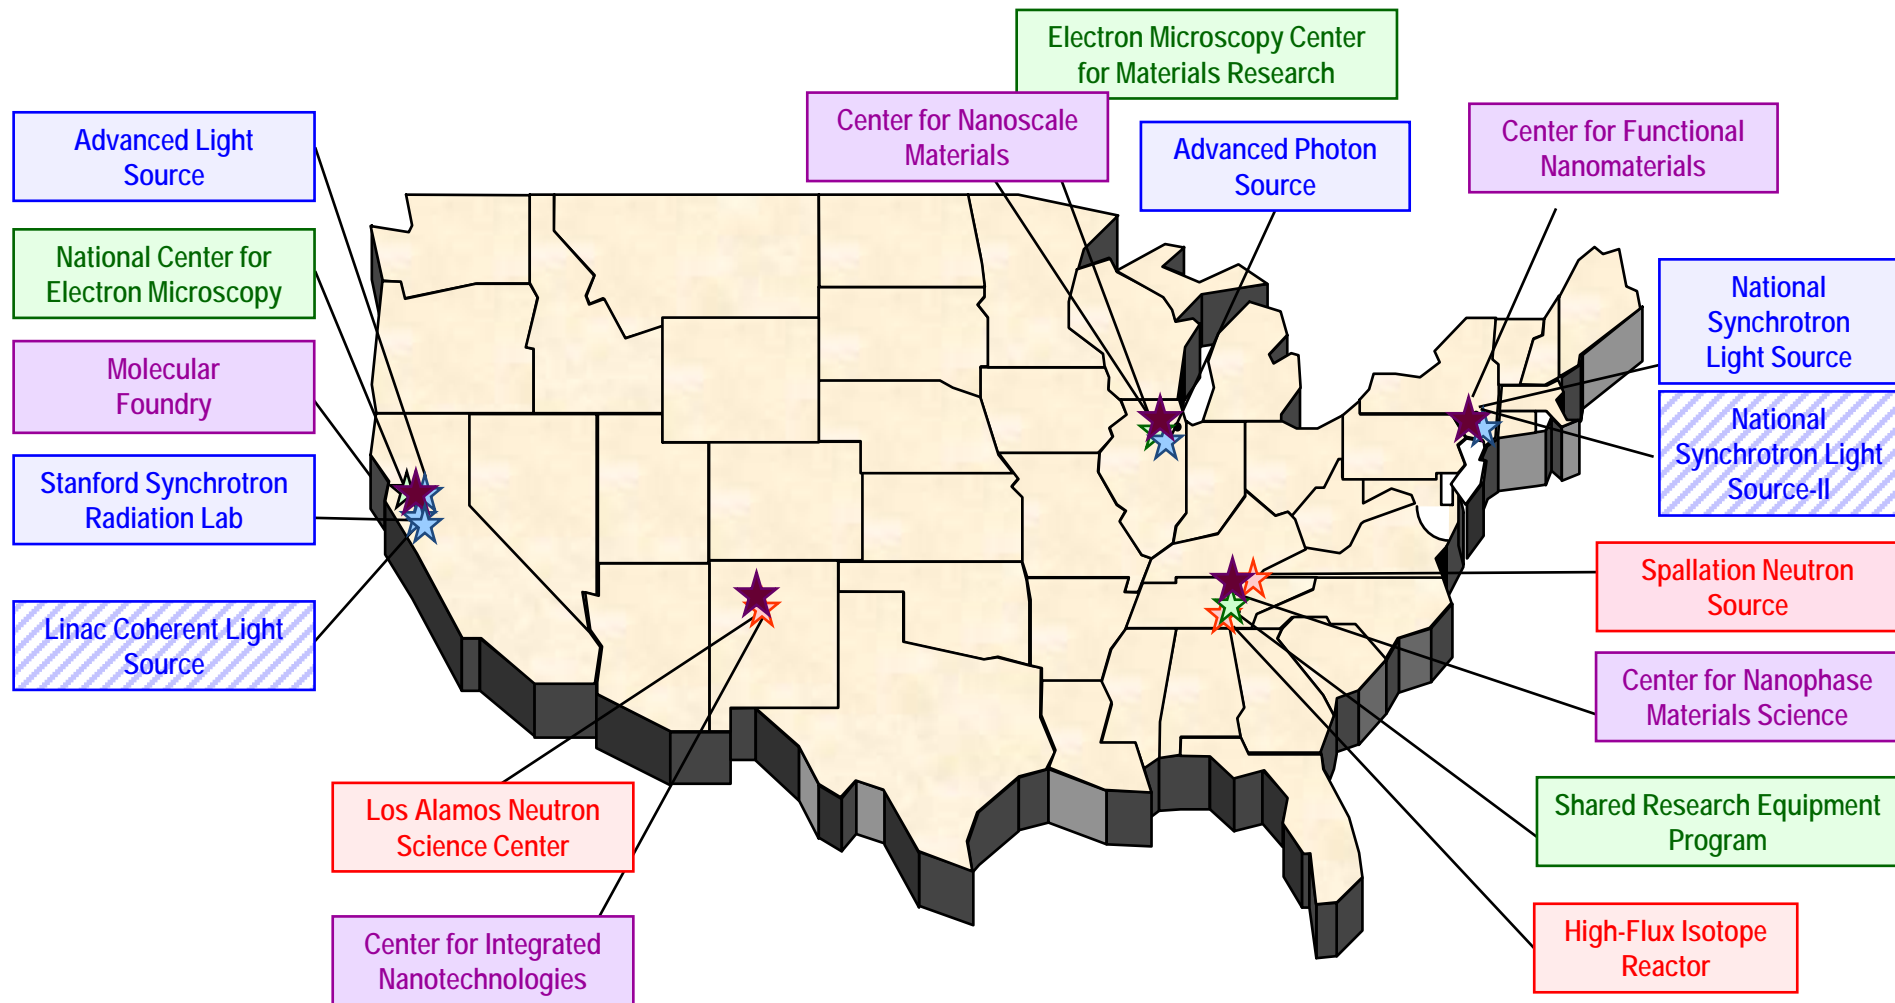 Electron Microscopy Center
for Materials Research
Center for Nanoscale
Materials
Advanced Photon
Source
Center for Functional
Nanomaterials
Advanced Light
Source
National Center for
Electron Microscopy
Molecular
Foundry
Stanford Synchrotron
Radiation Lab
Linac Coherent Light
Source
National
Synchrotron
Light Source
National
Synchrotron Light
Source-II
Spallation Neutron
Source
Center for Nanophase
Materials Science
Shared Research Equipment
Program
High-Flux Isotope
Reactor
Los Alamos Neutron
Science Center
Center for Integrated
Nanotechnologies